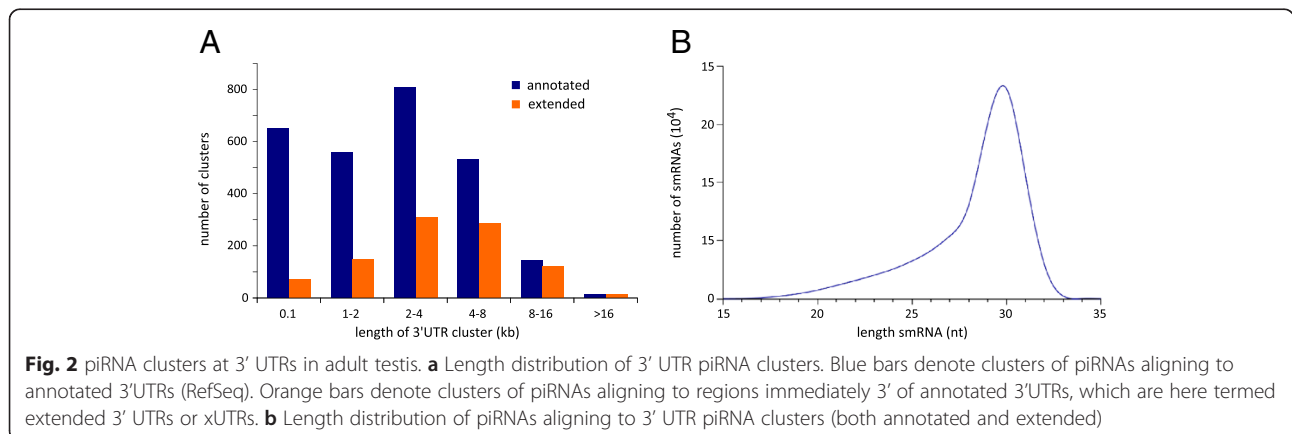 A
800
600
400
200
0
number of clusters
annotated
extended
0.1 1-2 2-4 4-8 8-16 >16
length of 3'UTR cluster (kb)
B
15
20
15
15
0
number of smRNAs (10⁴)
15 20 25 30 35
length smRNA (nt)
Fig. 2 piRNA clusters at 3′ UTRs in adult testis. a Length distribution of 3′ UTR piRNA clusters. Blue bars denote clusters of piRNAs aligning to
annotated 3′UTRs (RefSeq). Orange bars denote clusters of piRNAs aligning to regions immediately 3′ of annotated 3′UTRs, which are here termed
extended 3′ UTRs or xUTRs. b Length distribution of piRNAs aligning to 3′ UTR piRNA clusters (both annotated and extended)